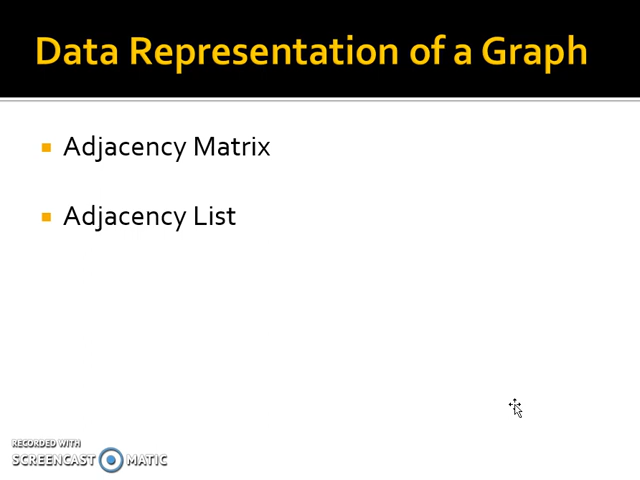 Data Representation of a Graph
Adjacency Matrix
Adjacency List
RECORDED WITH
SCREENCAST MATIC